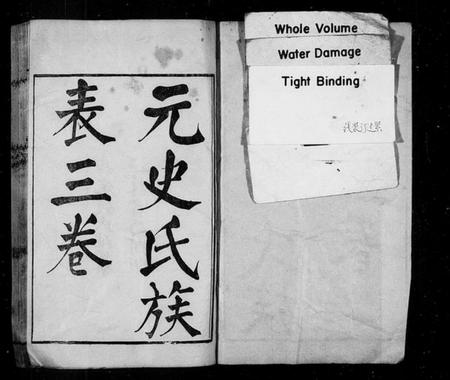 元史氏族
表三卷
Whole Volume
Water Damage
Tight Binding